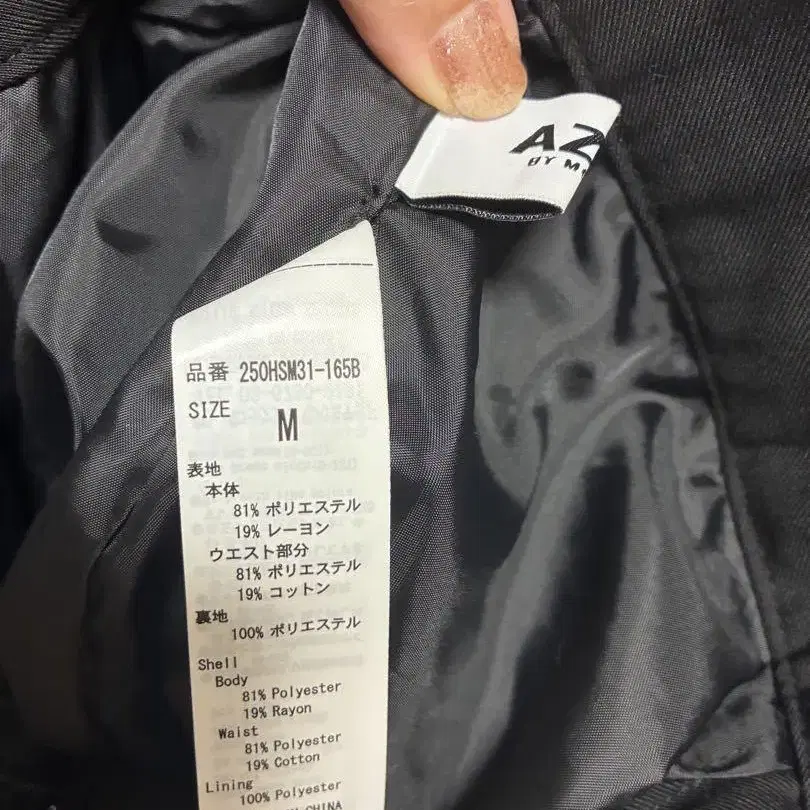 AZ
BY M
品番 250HSM31-165B
SIZE
M
表地
本体
81% ポリエステル
19% レーヨン
ウエスト部分
81% ポリエステル
19% コットン
裏地
100% ポリエステル
Shell
Body
81% Polyester
19% Rayon
Waist
81% Polyester
19% Cotton
Lining
100% Polyester
CHINA